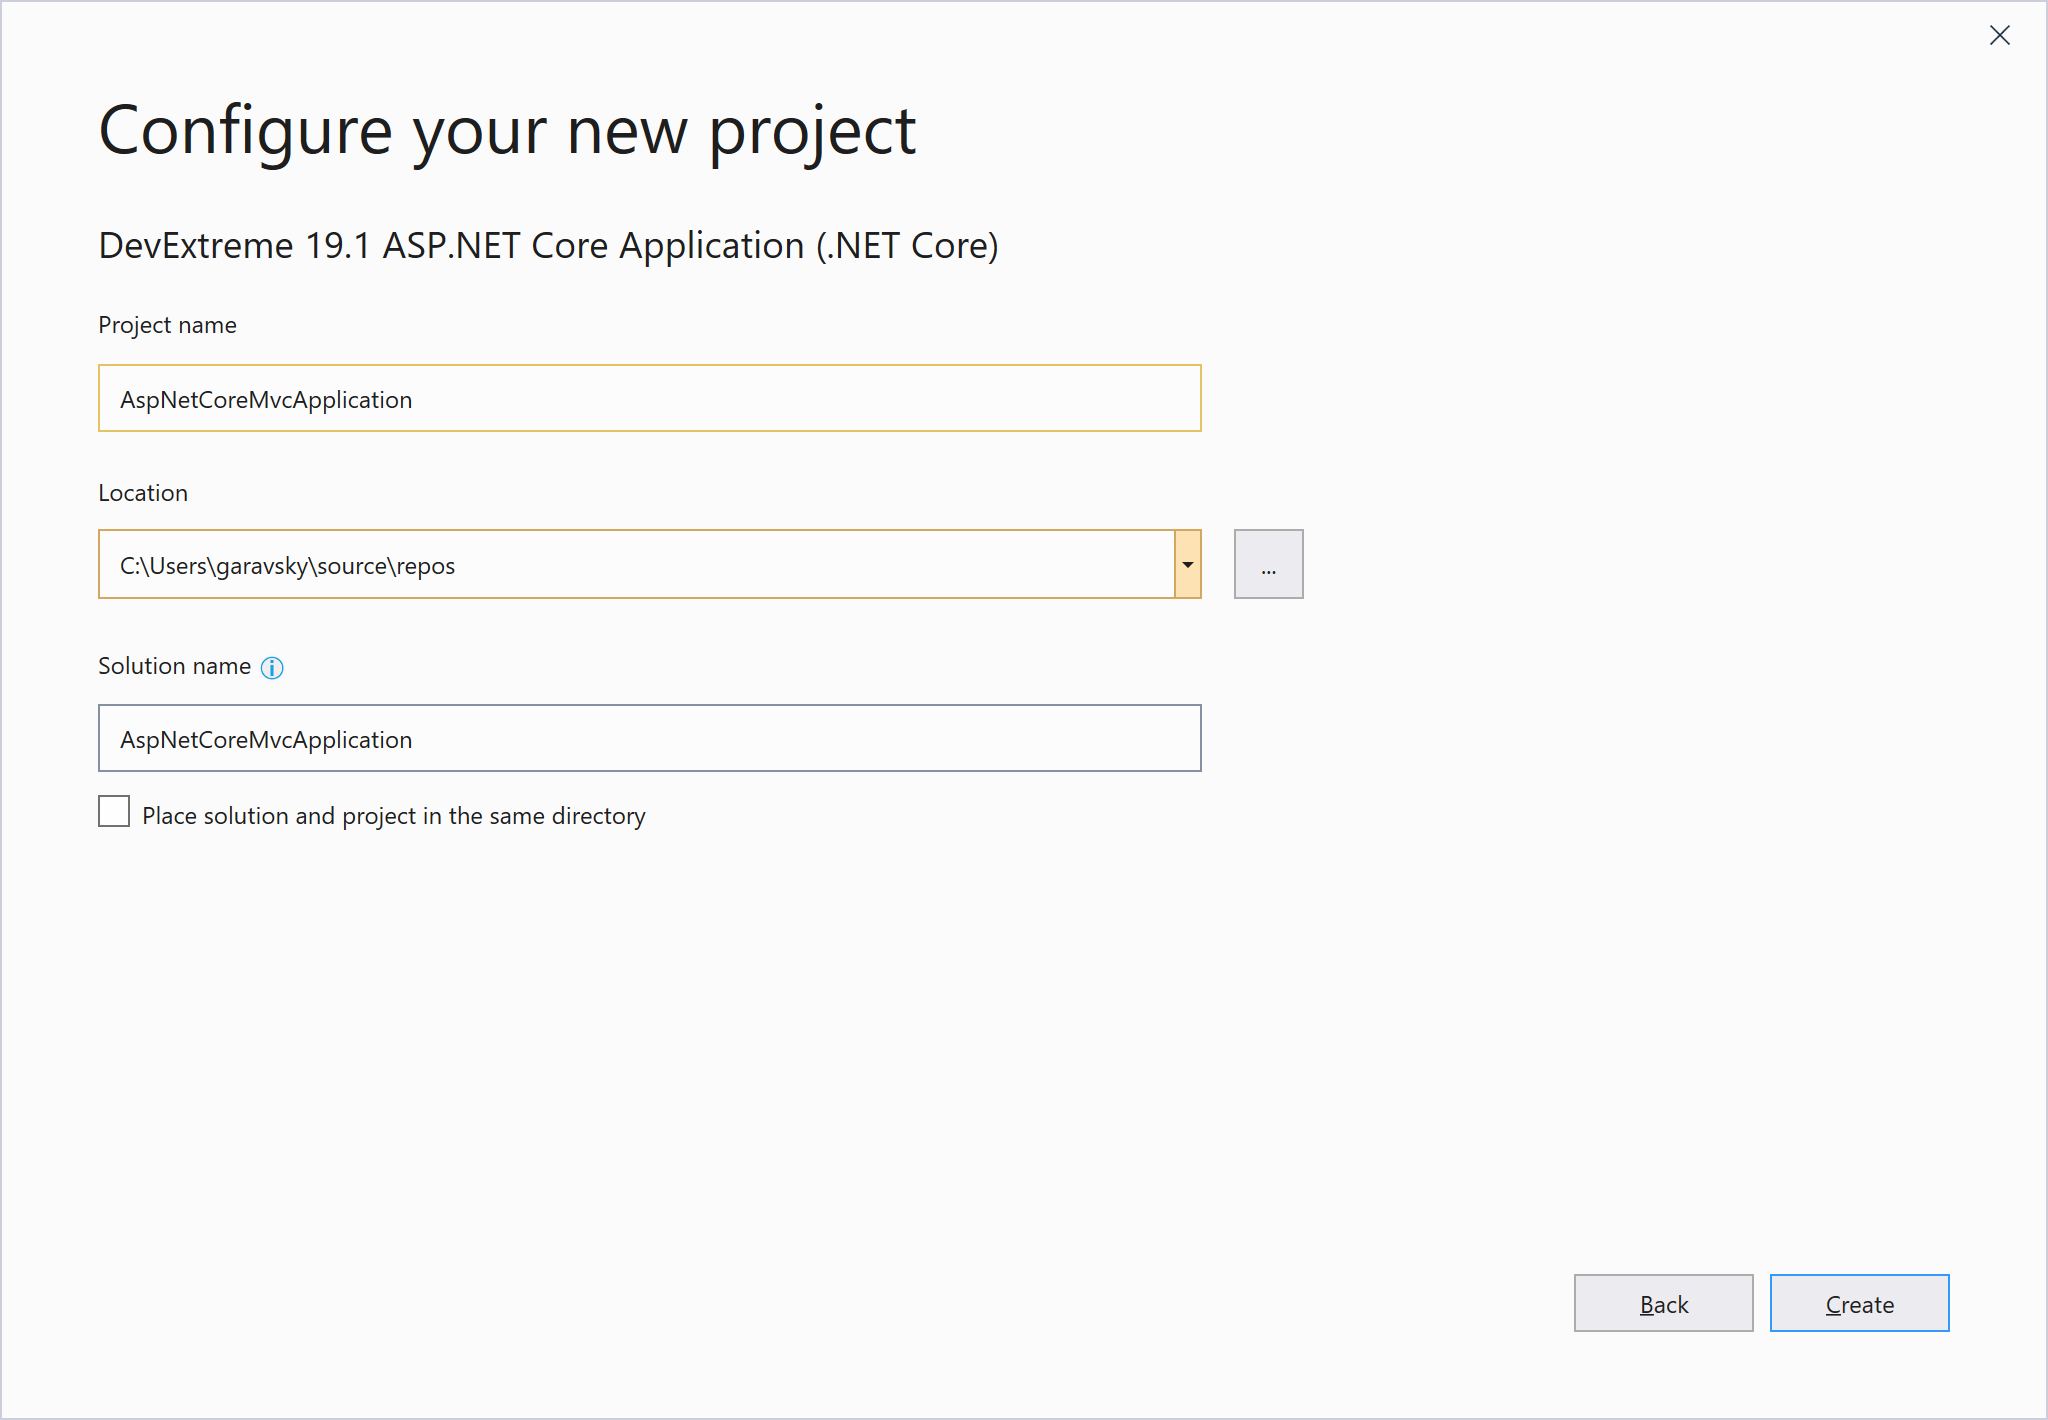 Configure your new project
DevExtreme 19.1 ASP.NET Core Application (.NET Core)
Project name
AspNetCoreMvcApplication
Location
C:\Users\garavsky\source\repos
...
Solution name
AspNetCoreMvcApplication
Place solution and project in the same directory
Back
Create